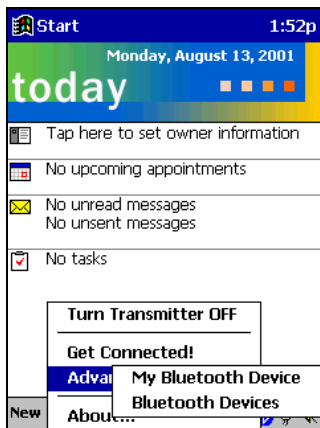 Start 1:52p
Monday, August 13, 2001
today
Tap here to set owner information
No upcoming appointments
No unread messages
No unsent messages
No tasks
Turn Transmitter OFF
Get Connected!
My Bluetooth Device
Bluetooth Devices
New About...